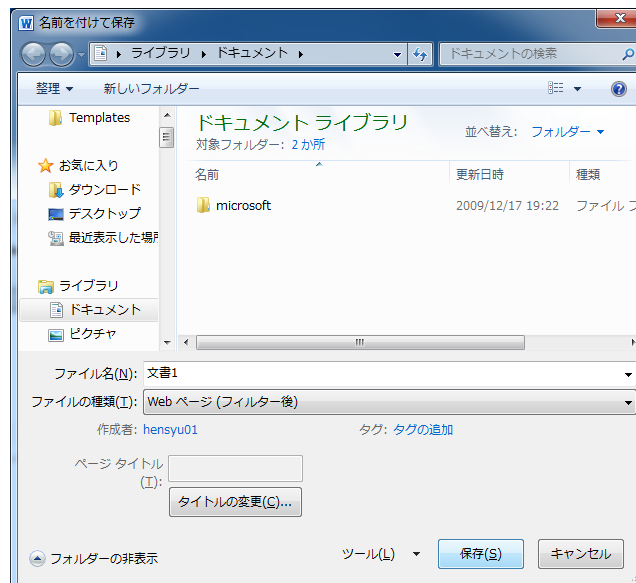 名前を付けて保存
ライブラリ ドキュメント
ドキュメントの検索
整理 新しいフォルダー
Templates
お気に入り
ダウンロード
デスクトップ
最近表示した場所
ライブラリ
ドキュメント
ピクチャ
ドキュメント ライブラリ
対象フォルダー: 2 か所
並べ替え: フォルダー
名前 更新日時 種類
microsoft 2009/12/17 19:22 ファイル フ
ファイル名(N): 文書1
ファイルの種類(T): Web ページ (フィルター後)
作成者: hensyu01 タグ: タグの追加
ページ タイトル
(T):
タイトルの変更(C)...
フォルダーの非表示
ツール(L) 保存(S) キャンセル